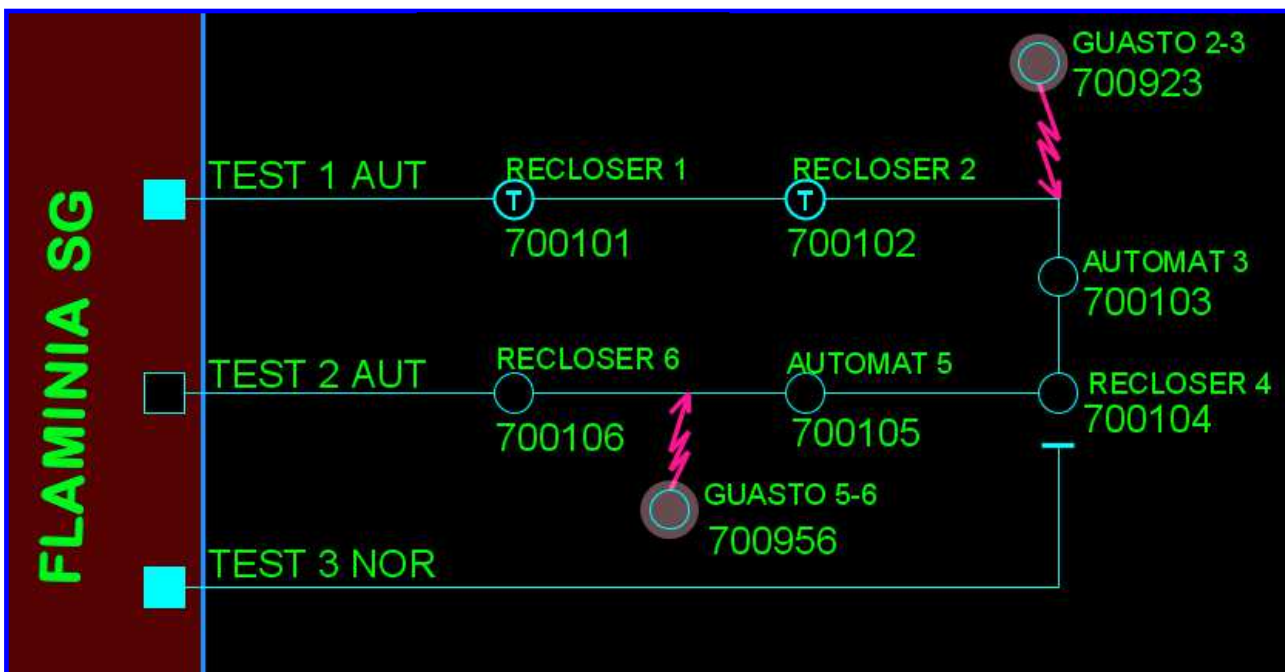 FLAMINIA SG
GUASTO 2-3
700923
TEST 1 AUT
RECLOSER 1
RECLOSER 2
T
T
700101
700102
AUTOMAT 3
700103
TEST 2 AUT
RECLOSER 6
AUTOMAT 5
RECLOSER 4
700106
700105
700104
GUASTO 5-6
700956
TEST 3 NOR